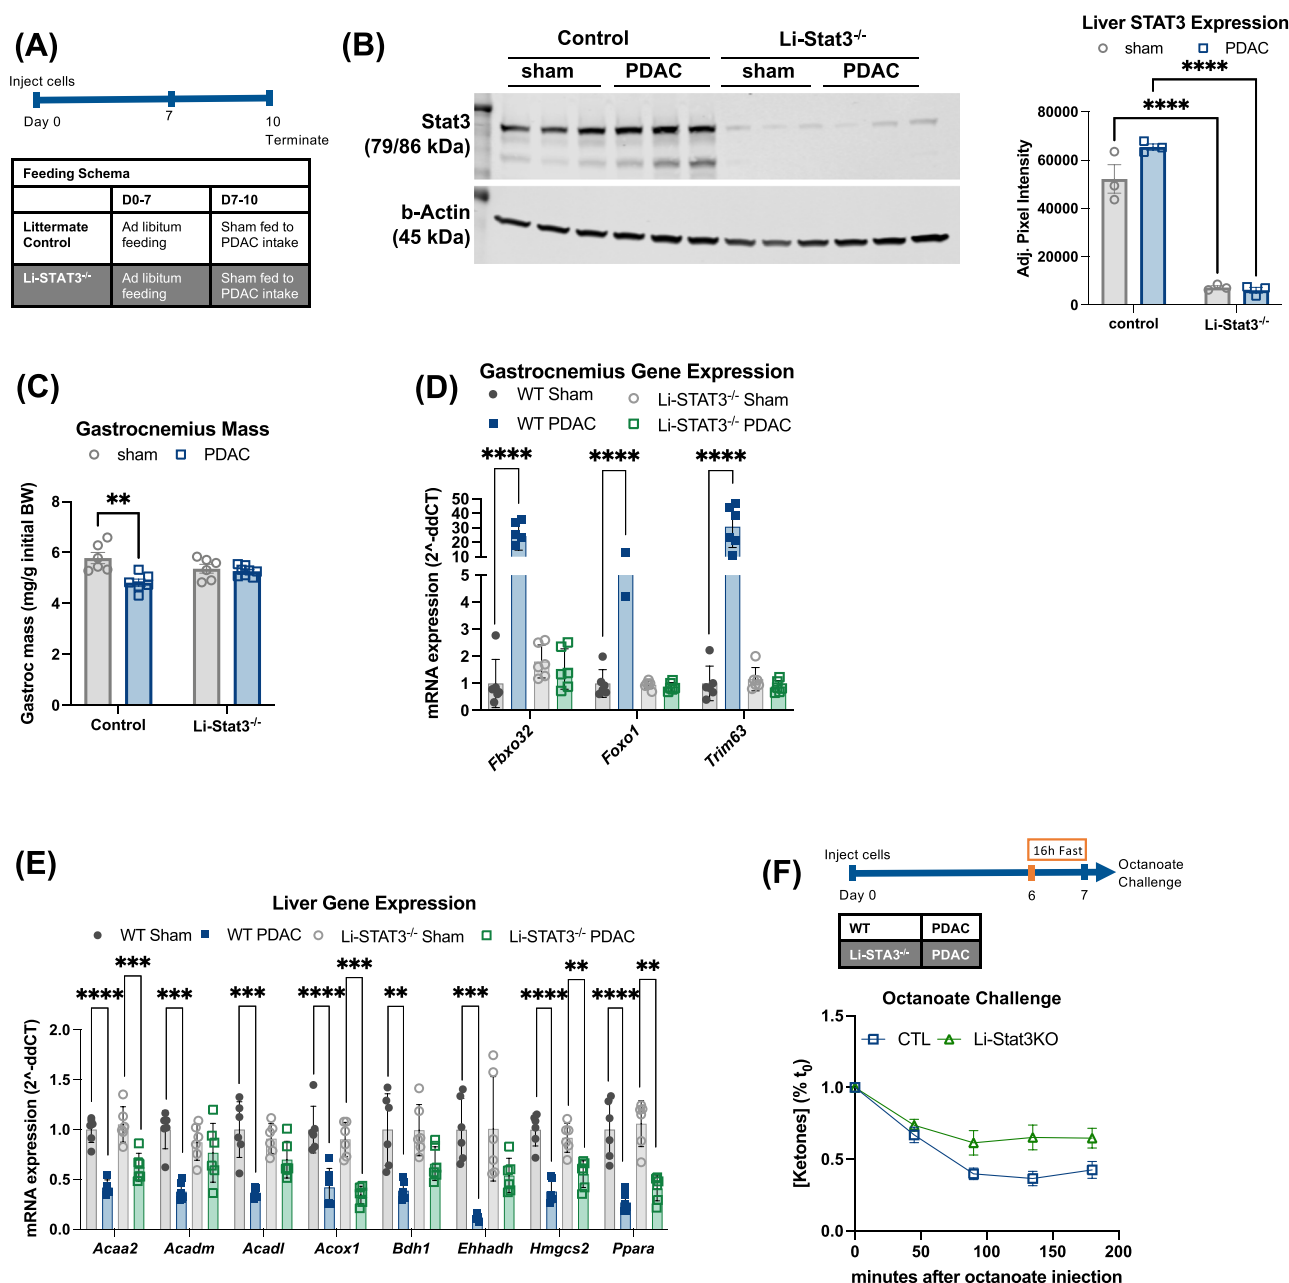 (A)
Inject cells
Day 0
7
10
Terminate
Feeding Schema
D0-7
D7-10
Littermate Control
Ad libitum feeding
Sham fed to PDAC intake
Li-STAT3-/-
Ad libitum feeding
Sham fed to PDAC intake
(B)
Control
Li-Stat3-/-
sham
PDAC
sham
PDAC
Stat3
(79/86 kDa)
b-Actin
(45 kDa)
Liver STAT3 Expression
sham
PDAC
****
****
Adj. Pixel Intensity
80000
60000
40000
20000
0
control
Li-Stat3-/-
(C)
Gastrocnemius Mass
sham
PDAC
**
Gastroc mass (mg/g initial BW)
8
6
4
2
0
Control
Li-Stat3-/-
(D)
Gastrocnemius Gene Expression
WT Sham
Li-STAT3-/- Sham
WT PDAC
Li-STAT3-/- PDAC
****
****
****
mRNA expression (2^-ddCT)
50
40
30
20
10
5
4
3
2
1
0
Fbxo32
Foxo1
Trim63
(E)
Liver Gene Expression
WT Sham
WT PDAC
Li-STAT3-/- Sham
Li-STAT3-/- PDAC
****
***
***
***
****
***
**
***
****
**
****
**
mRNA expression (2^-ddCT)
2.0
1.5
1.0
0.5
0.0
Acaa2
Acadm
Acadl
Acox1
Bdh1
Ehhadh
Hmgcs2
Ppara
(F)
16h Fast
Inject cells
Octanoate
Challenge
Day 0
6
7
WT
PDAC
Li-STA3-/-
PDAC
Octanoate Challenge
CTL
Li-Stat3KO
[Ketones] (% t0)
1.5
1.0
0.5
0.0
0
50
100
150
200
minutes after octanoate injection